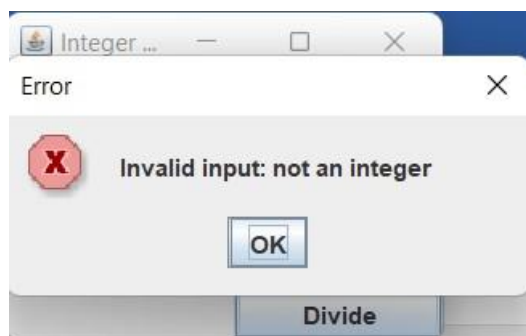 Integer ...
Error
Invalid input: not an integer
OK
Divide